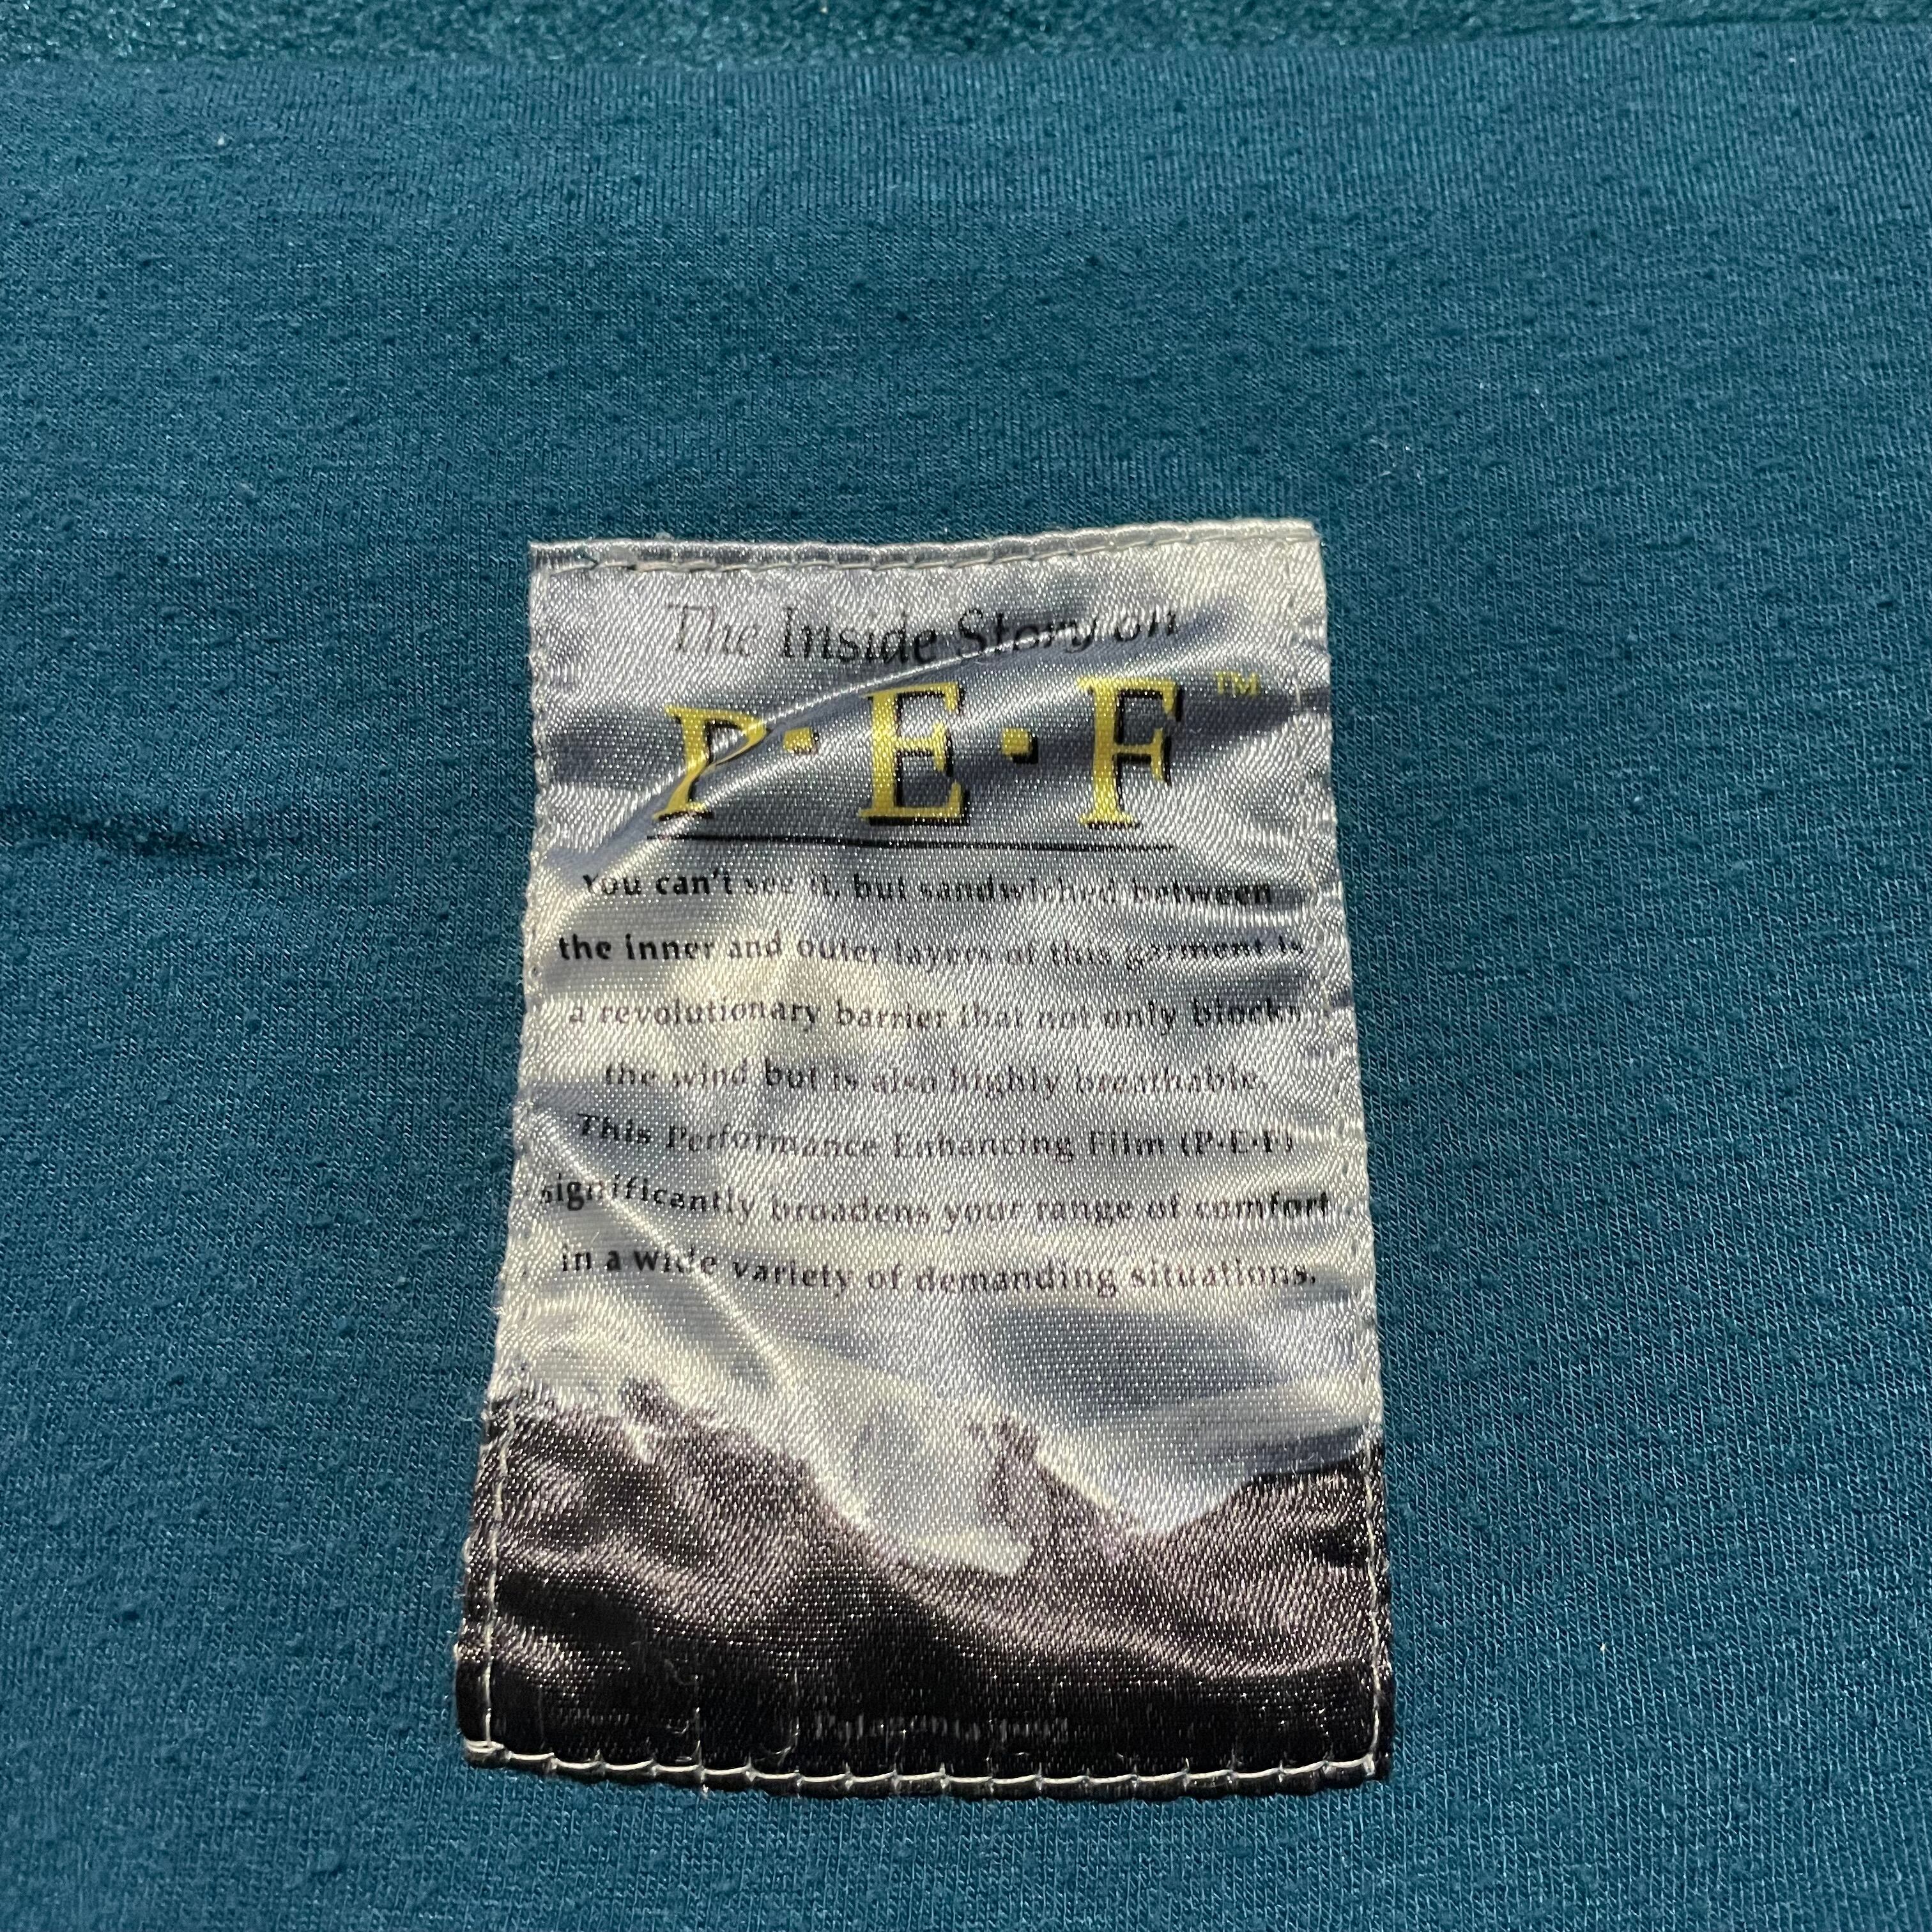 The Inside Story on
P·E·F™
You can't see it, but sandwiched between
the inner and outer layers of this garment is
a revolutionary barrier that not only blocks
the wind but is also highly breathable.
This Performance Enhancing Film (P·E·F)
significantly broadens your range of comfort
in a wide variety of demanding situations.
Patagonia